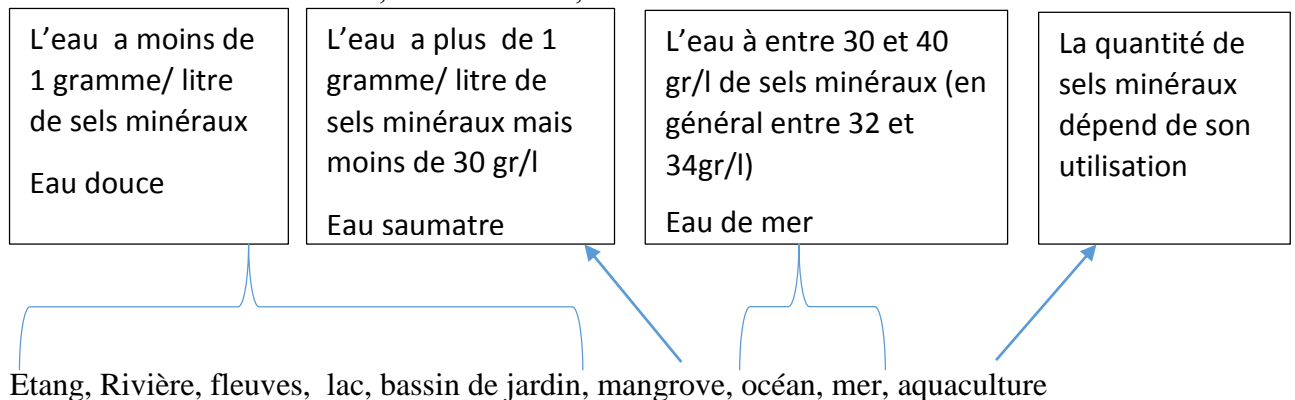 L'eau a moins de
1 gramme/ litre
de sels minéraux
Eau douce
L'eau a plus de 1
gramme/ litre de
sels minéraux mais
moins de 30 gr/l
Eau saumatre
L'eau à entre 30 et 40
gr/l de sels minéraux (en
général entre 32 et
34gr/l)
Eau de mer
La quantité de
sels minéraux
dépend de son
utilisation
Etang, Rivière, fleuves, lac, bassin de jardin, mangrove, océan, mer, aquaculture